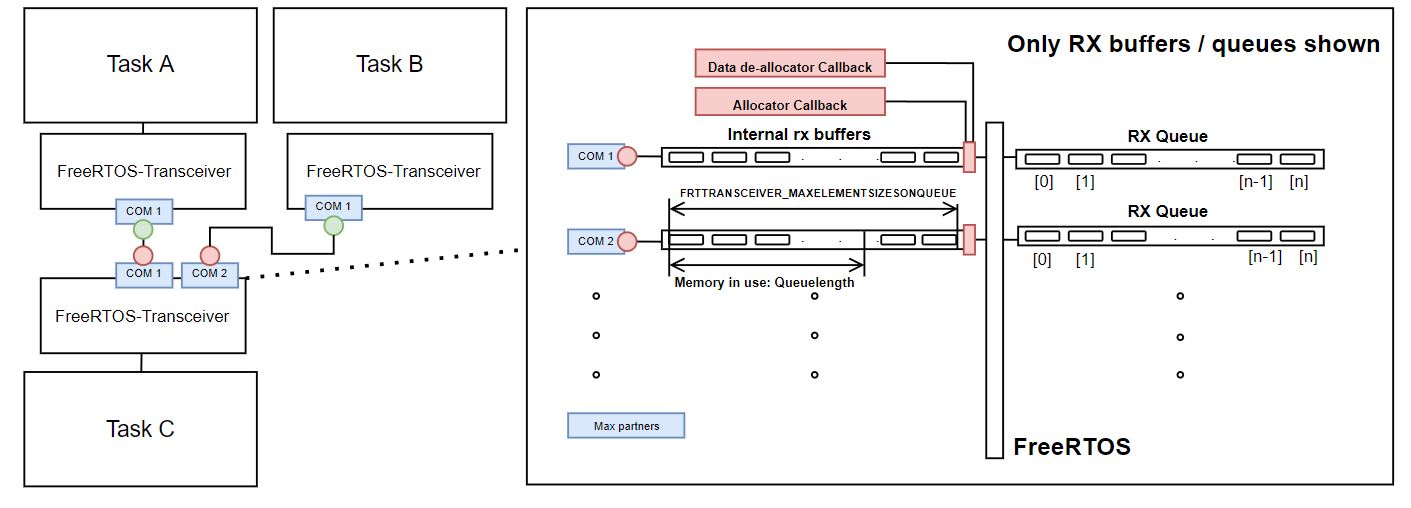 Task A
Task B
FreeRTOS-Transceiver
FreeRTOS-Transceiver
COM 1
COM 1
COM 1
COM 2
FreeRTOS-Transceiver
Task C
Only RX buffers / queues shown
Data de-allocator Callback
Allocator Callback
Internal rx buffers
RX Queue
COM 1
[0]
[1]
[n-1]
[n]
FRTTRANSCEIVER_MAXELEMENTSIZESONQUEUE
RX Queue
COM 2
[0]
[1]
[n-1]
[n]
Memory in use: Queuelength
Max partners
FreeRTOS